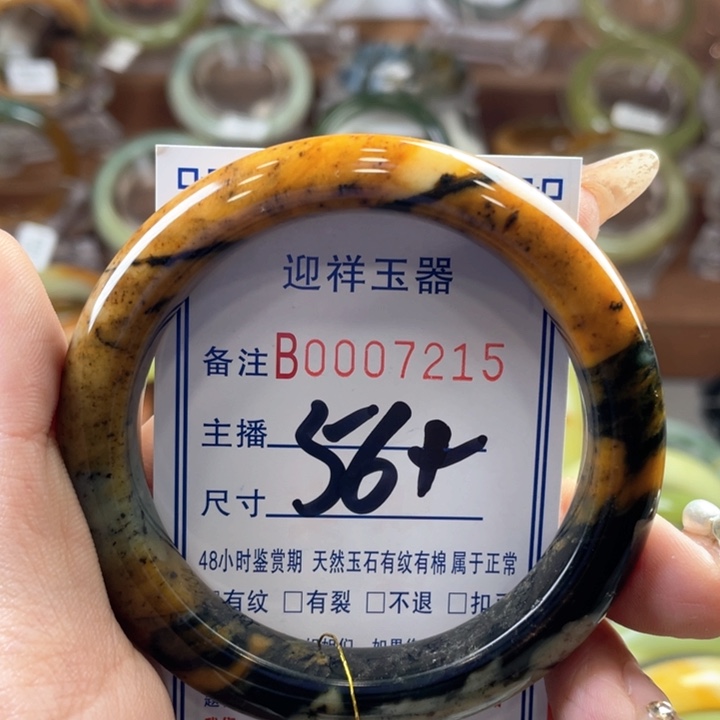 迎祥玉器
备注B0007215
主播
尺寸 56+
48小时鉴赏期 天然玉石有纹有棉属于正常
有纹 □有裂 □不退 □扣